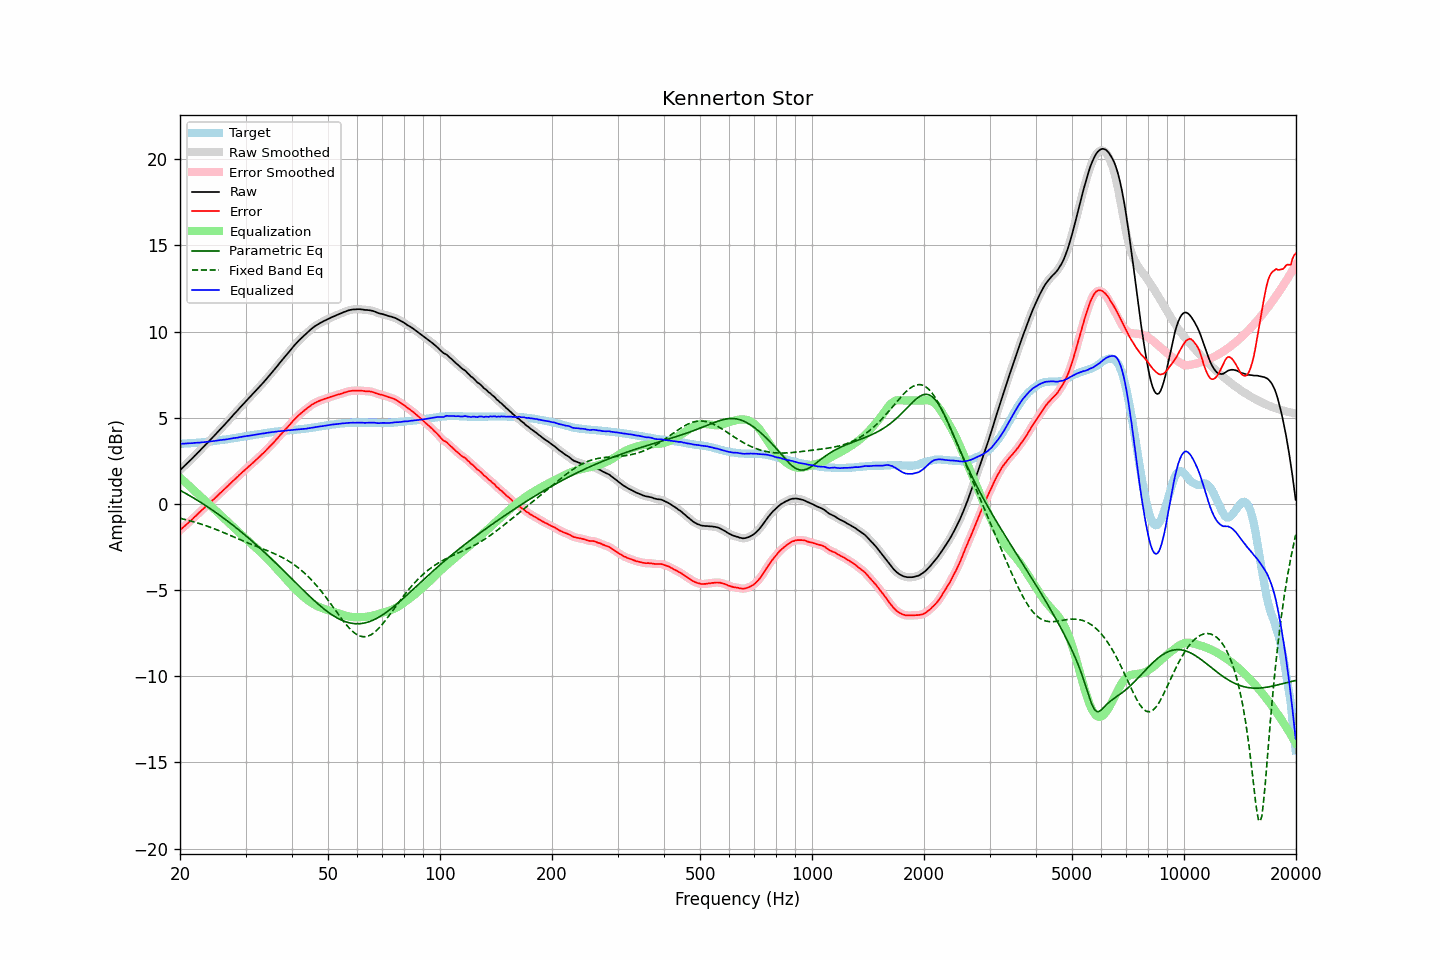 Kennerton Stor
Target
Raw Smoothed
Error Smoothed
Raw
Error
Equalization
Parametric Eq
Fixed Band Eq
Equalized
Amplitude (dBr)
20
15
10
5
0
−5
−10
−15
−20
20 50 100 200 500 1000 2000 5000 10000 20000
Frequency (Hz)